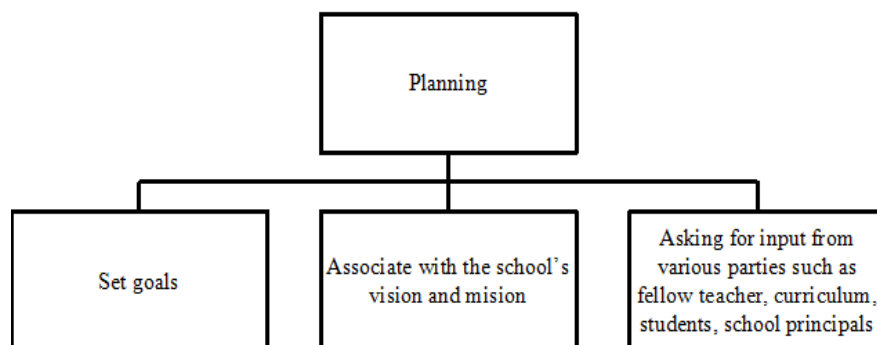 Planning
Set goals
Associate with the school's
vision and mision
Asking for input from
various parties such as
fellow teacher, curriculum,
students, school principals